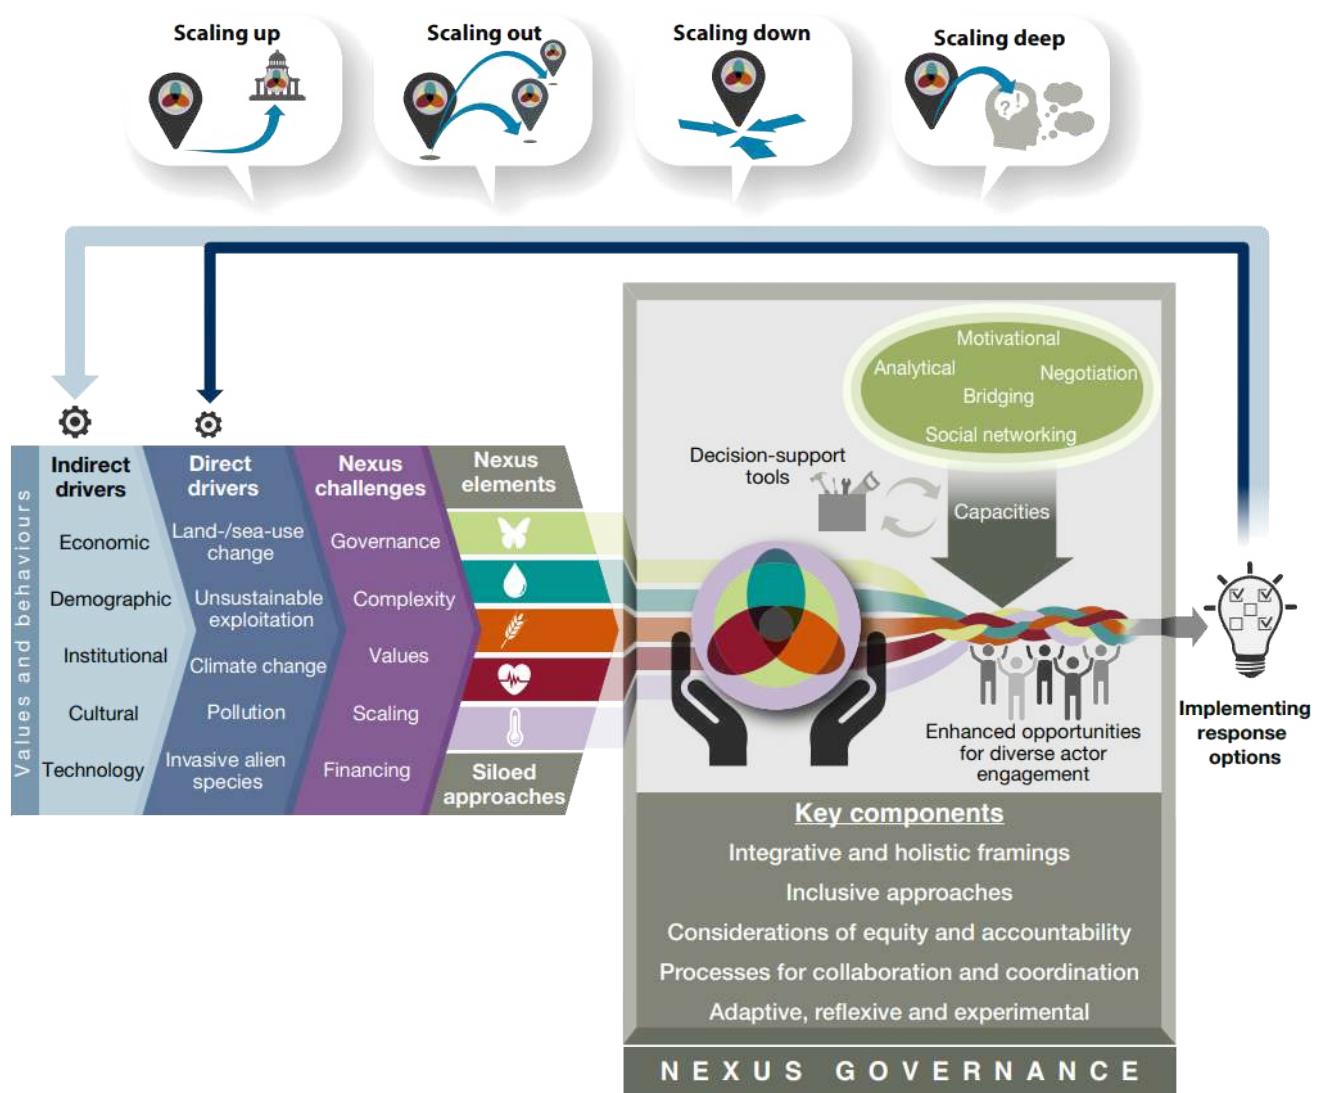 Scaling up
Scaling out
Scaling down
Scaling deep
?
!
Values and behaviours
Indirect
drivers
Economic
Demographic
Institutional
Cultural
Technology
Direct
drivers
Land-/sea-use
change
Unsustainable
exploitation
Climate change
Pollution
Invasive alien
species
Nexus
challenges
Governance
Complexity
Values
Scaling
Financing
Nexus
elements
Siloed
approaches
Motivational
Analytical
Negotiation
Bridging
Social networking
Decision-support
tools
Capacities
Enhanced opportunities
for diverse actor
engagement
Implementing
response
options
Key components
Integrative and holistic framings
Inclusive approaches
Considerations of equity and accountability
Processes for collaboration and coordination
Adaptive, reflexive and experimental
NEXUS GOVERNANCE